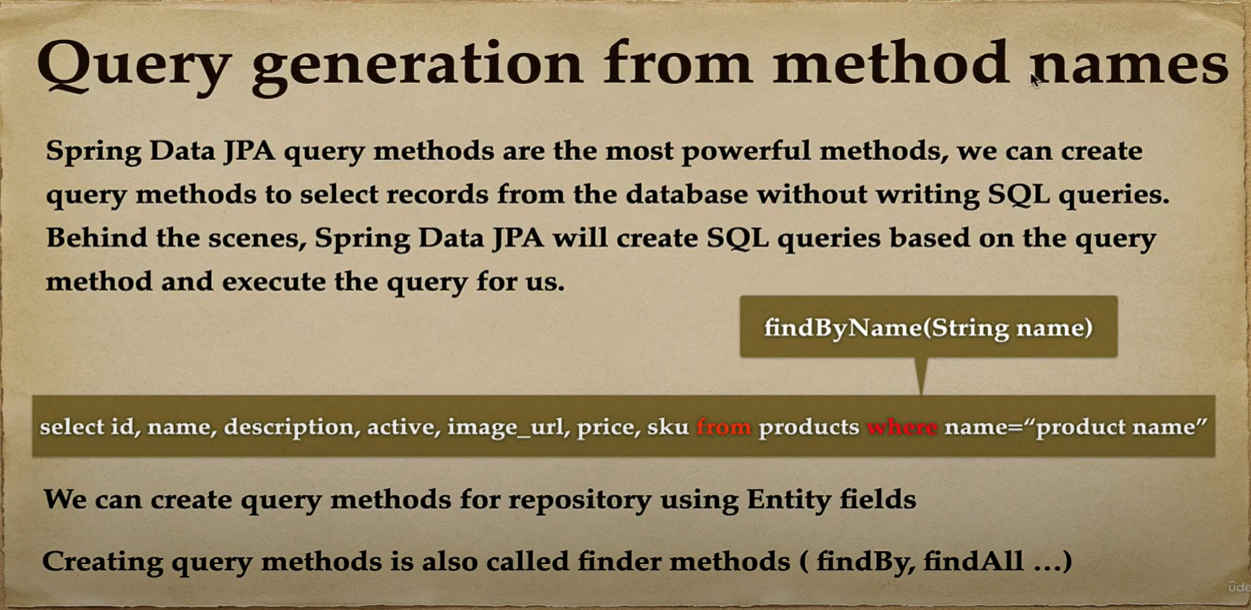 Query generation from method names
Spring Data JPA query methods are the most powerful methods, we can create
query methods to select records from the database without writing SQL queries.
Behind the scenes, Spring Data JPA will create SQL queries based on the query
method and execute the query for us.
findByName(String name)
select id, name, description, active, image_url, price, sku from products where name=“product name”
We can create query methods for repository using Entity fields
Creating query methods is also called finder methods ( findBy, findAll …)